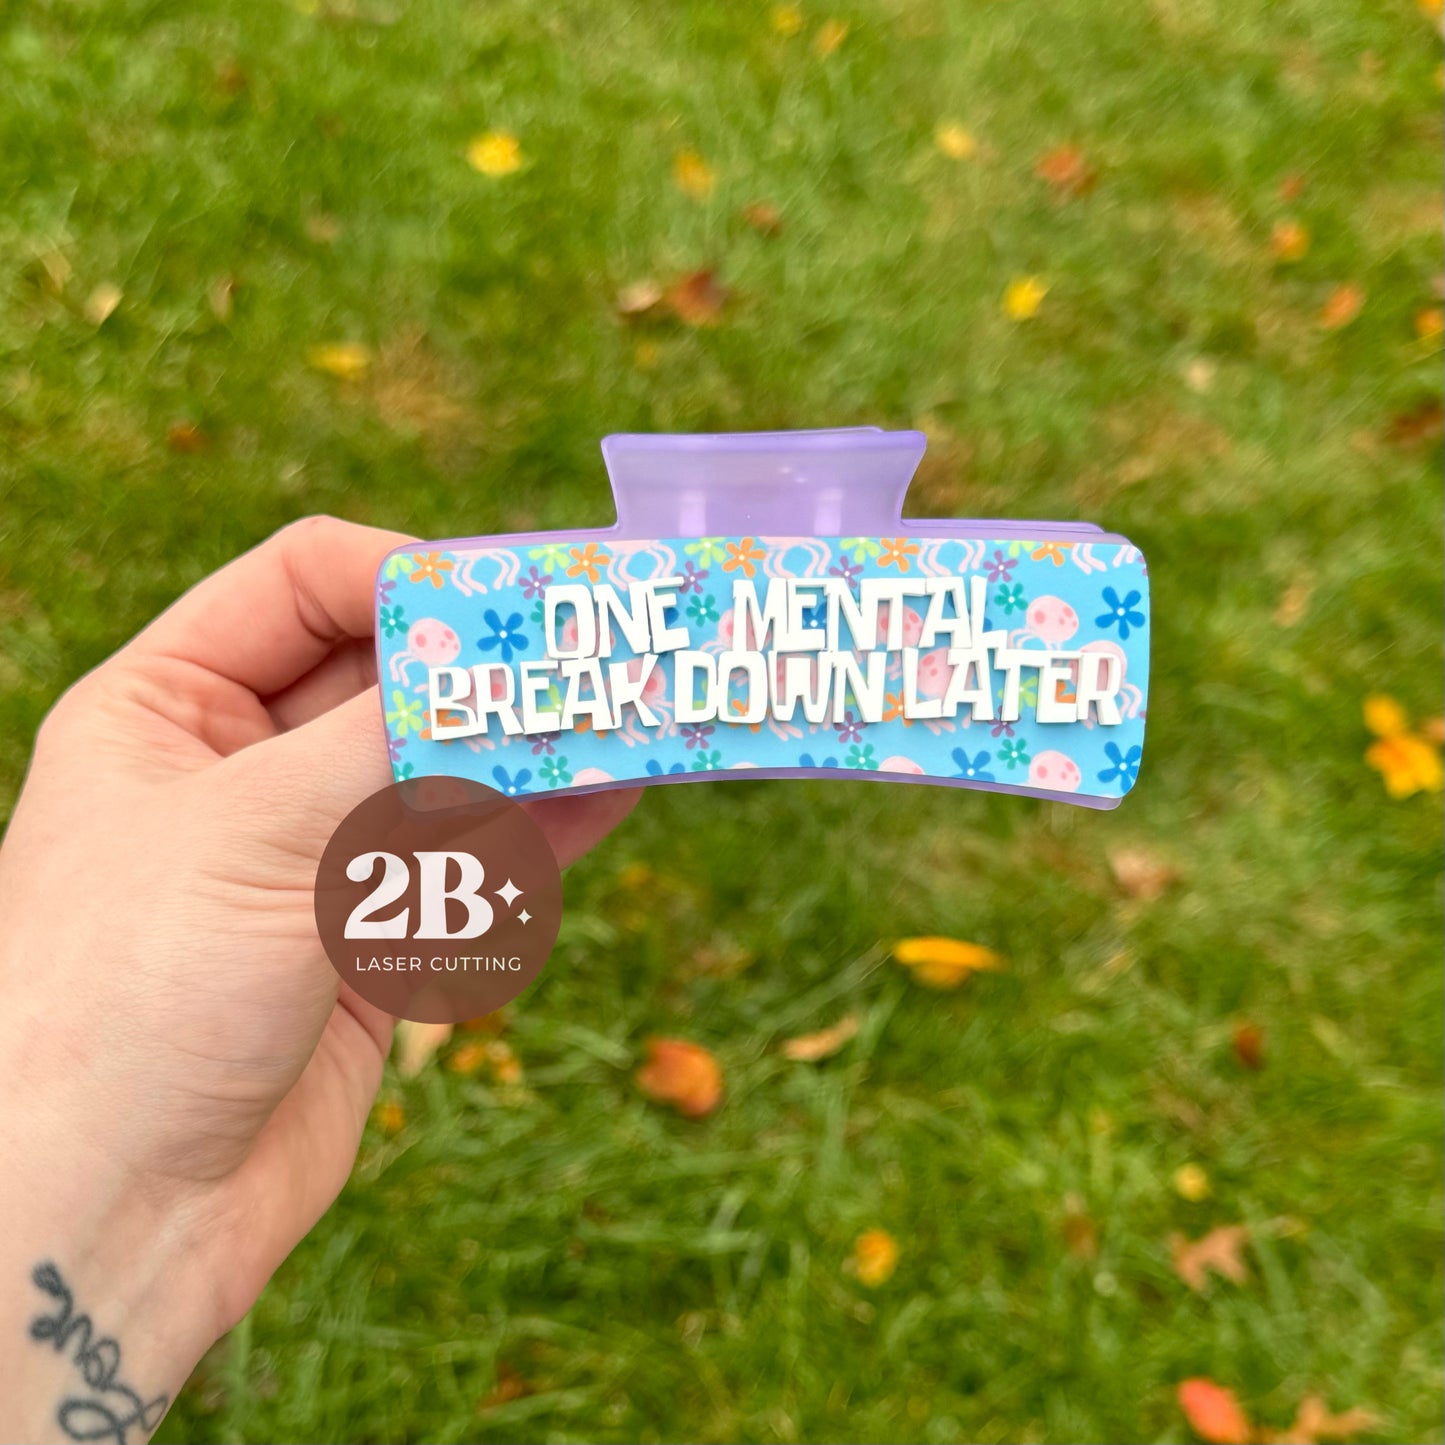 ONE MENTAL
BREAK DOWN LATER
2B
LASER CUTTING